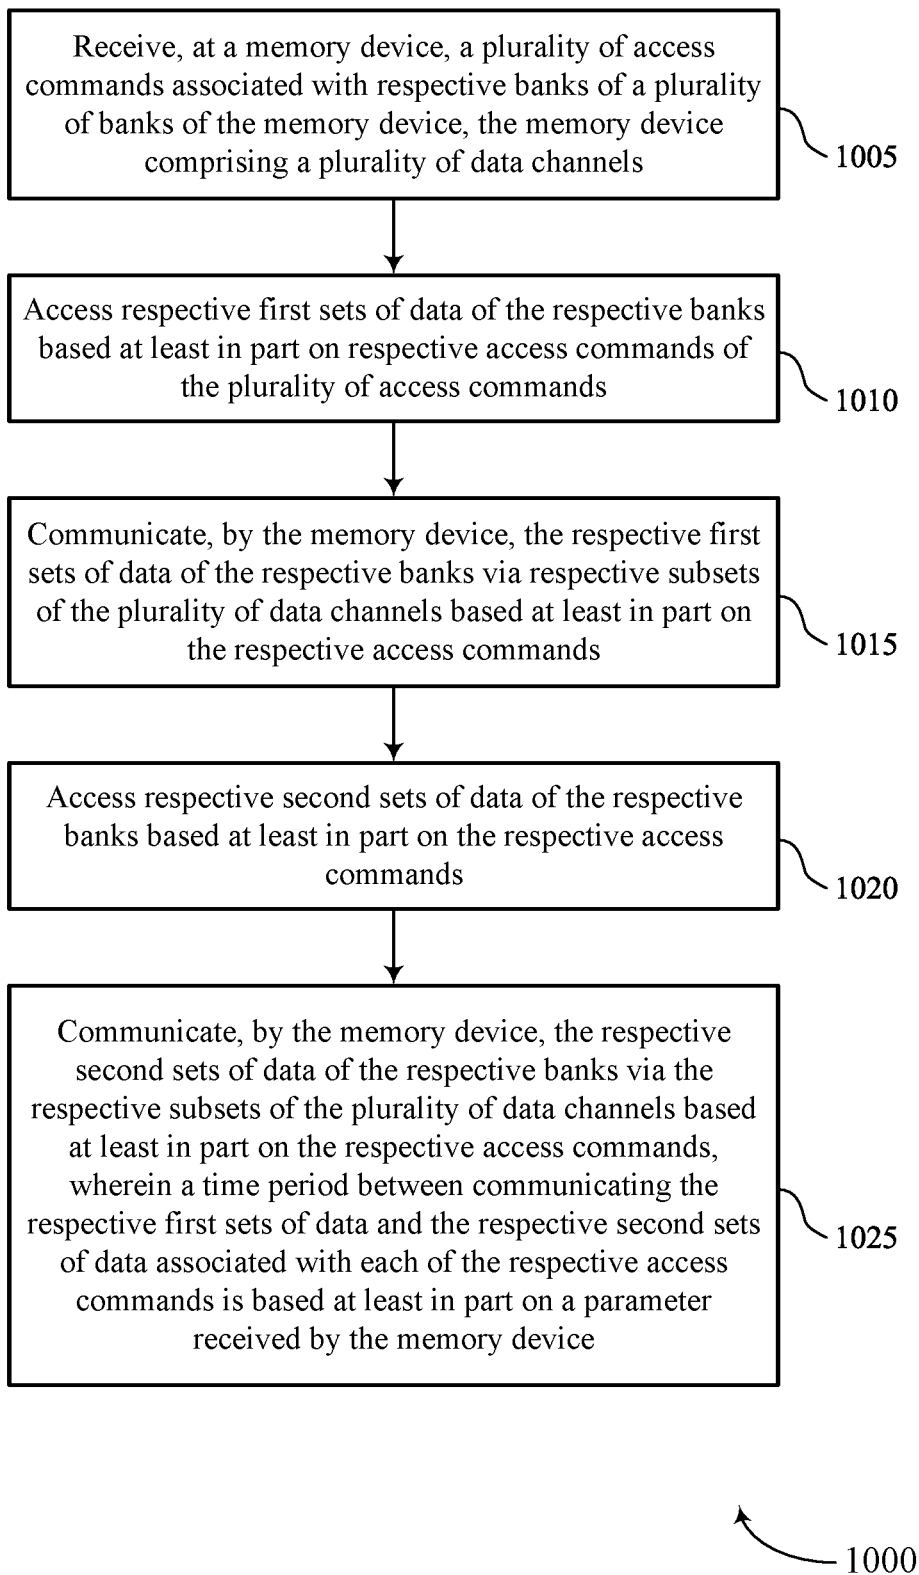 Receive, at a memory device, a plurality of access
commands associated with respective banks of a plurality
of banks of the memory device, the memory device
comprising a plurality of data channels
1005
Access respective first sets of data of the respective banks
based at least in part on respective access commands of
the plurality of access commands
1010
Communicate, by the memory device, the respective first
sets of data of the respective banks via respective subsets
of the plurality of data channels based at least in part on
the respective access commands
1015
Access respective second sets of data of the respective
banks based at least in part on the respective access
commands
1020
Communicate, by the memory device, the respective
second sets of data of the respective banks via the
respective subsets of the plurality of data channels based
at least in part on the respective access commands,
wherein a time period between communicating the
respective first sets of data and the respective second sets
of data associated with each of the respective access
commands is based at least in part on a parameter
received by the memory device
1025
1000